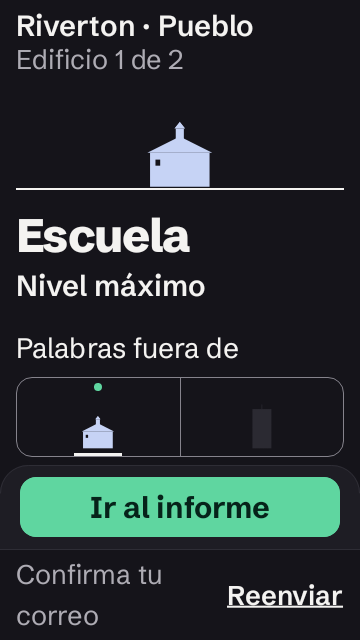 Riverton · Pueblo
Edificio 1 de 2
Escuela
Nivel máximo
Palabras fuera de
Ir al informe
Confirma tu
correo
Reenviar